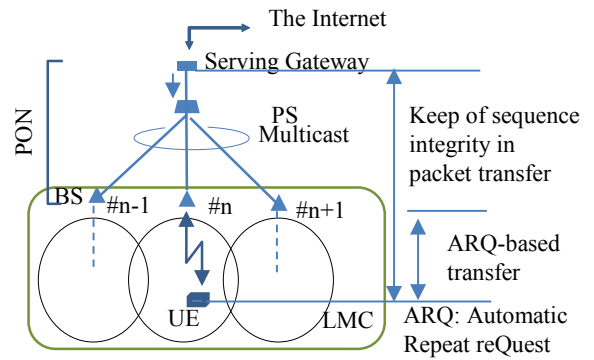 The Internet
Serving Gateway
PON
PS
Multicast
Keep of sequence
integrity in
packet transfer
BS
#n-1
#n
#n+1
ARQ-based
transfer
UE
LMC
ARQ: Automatic
Repeat reQuest